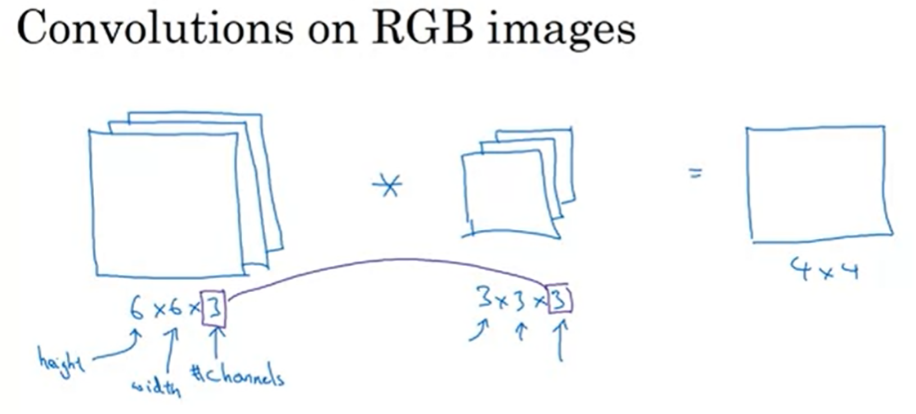 Convolutions on RGB images
* =
4 x 4
6 x 6 x 3
3 x 3 x 3
height
width
#channels